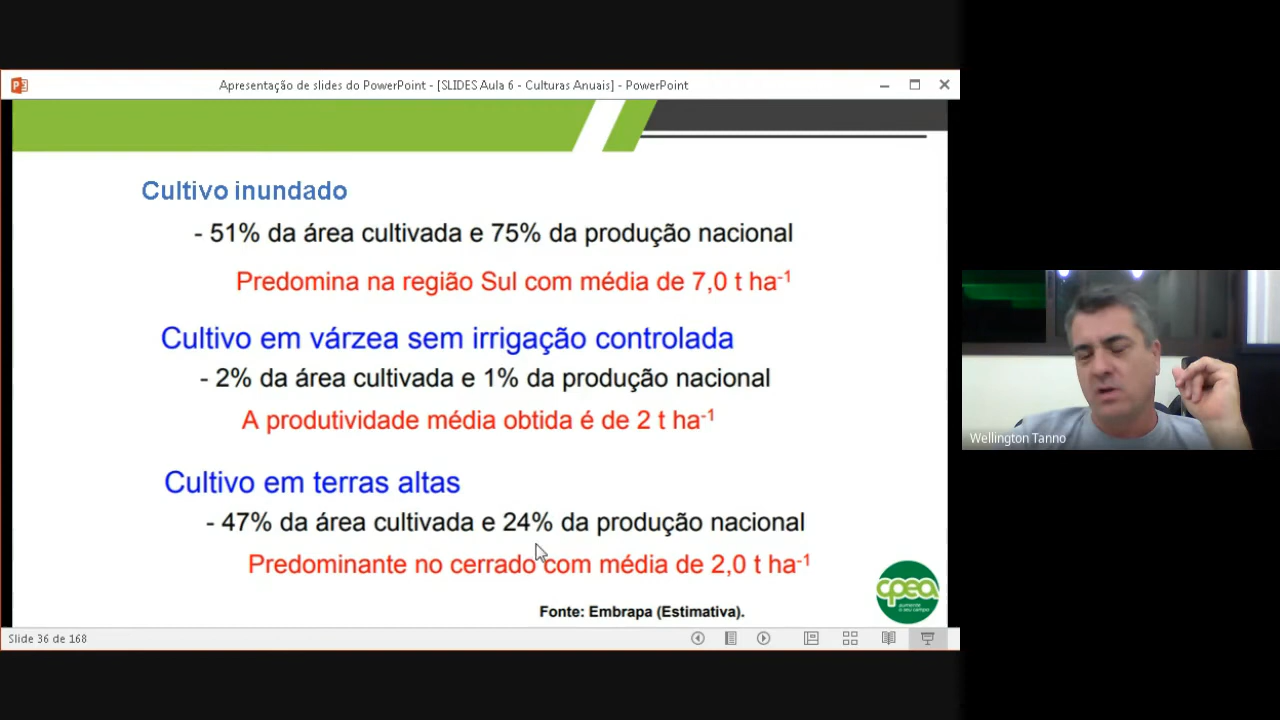 Apresentação de slides do PowerPoint - [SLIDES Aula 6 - Culturas Anuais] - PowerPoint
Cultivo inundado
- 51% da área cultivada e 75% da produção nacional
Predomina na região Sul com média de 7,0 t ha⁻¹
Cultivo em várzea sem irrigação controlada
- 2% da área cultivada e 1% da produção nacional
A produtividade média obtida é de 2 t ha⁻¹
Wellington Tanno
Cultivo em terras altas
- 47% da área cultivada e 24% da produção nacional
Predominante no cerrado com média de 2,0 t ha⁻¹
cpea
aumente o seu campo
Fonte: Embrapa (Estimativa).
Slide 36 de 168